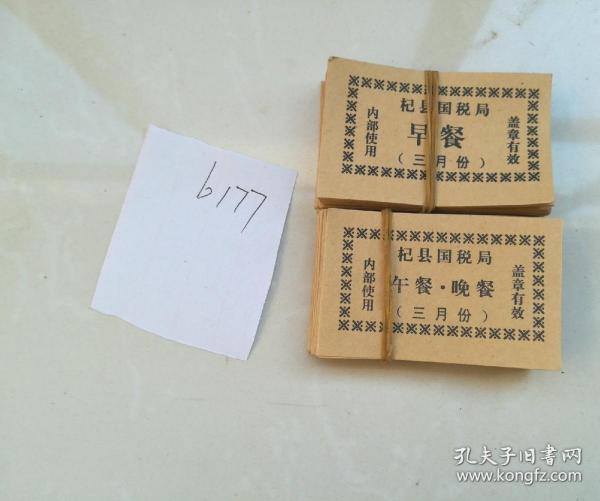 b177
杞县国税局
内部使用
早餐
盖章有效
(三月份)
杞县国税局
内部使用
午餐·晚餐
盖章有效
(三月份)
孔夫子旧书网
www.kongfz.com